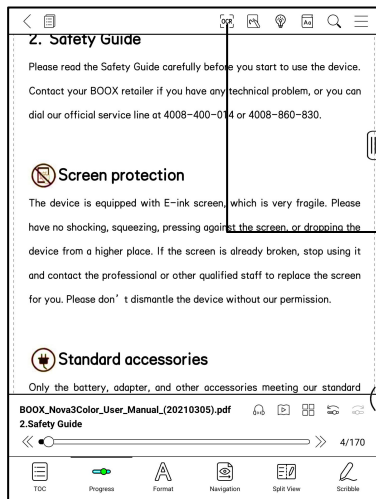 OCR
Aa
2. Safety Guide
Please read the Safety Guide carefully before you start to use the device.
Contact your BOOX retailer if you have any technical problem, or you can
dial our official service line at 4008-400-014 or 4008-860-830.
Screen protection
The device is equipped with E-ink screen, which is very fragile. Please
have no shocking, squeezing, pressing against the screen, or dropping the
device from a higher place. If the screen is already broken, stop using it
and contact the professional or other qualified staff to replace the screen
for you. Please don't dismantle the device without our permission.
Standard accessories
Only the battery, adapter, and other accessories meeting our standard
BOOX_Nova3Color_User_Manual_(20210305).pdf
2.Safety Guide
4/170
TOC Progress Format Navigation Split View Scribble